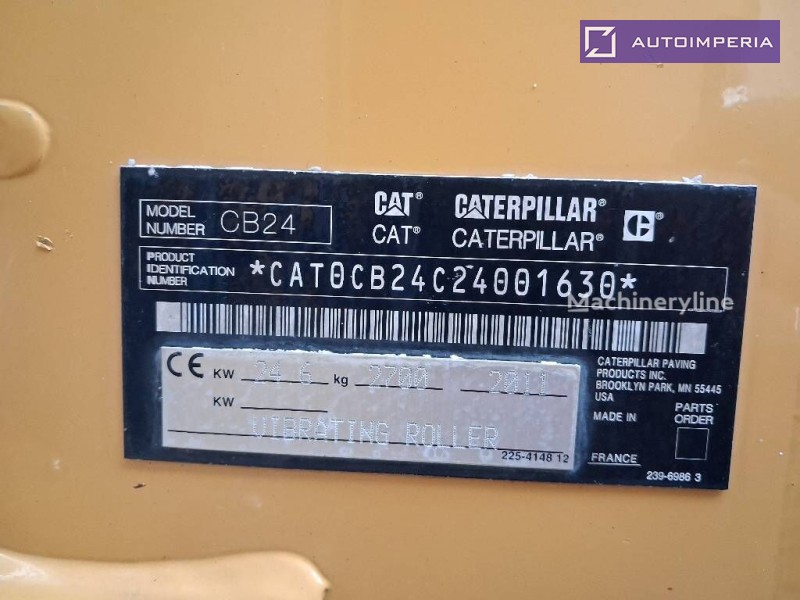 AUTOIMPERIA
MODEL NUMBER CB24
CAT® CATERPILLAR® C
CAT® CATERPILLAR®
PRODUCT IDENTIFICATION NUMBER *CAT0CB24C24001630*
Machineryline
CE KW 24.6 kg 2700 2011
KW
VIBRATING ROLLER
225-4148 12
CATERPILLAR PAVING
PRODUCTS INC.
BROOKLYN PARK, MN 55445
USA
MADE IN
FRANCE
PARTS
ORDER
239-6986 3